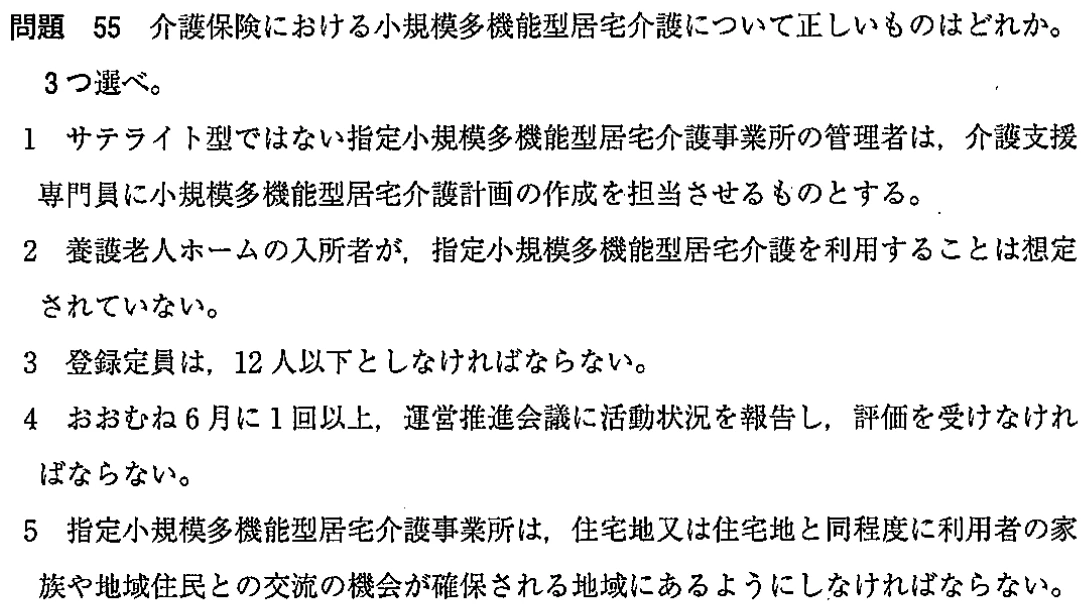 問題 55 介護保険における小規模多機能型居宅介護について正しいものはどれか。
3つ選べ。
1 サテライト型ではない指定小規模多機能型居宅介護事業所の管理者は，介護支援
専門員に小規模多機能型居宅介護計画の作成を担当させるものとする。
2 養護老人ホームの入所者が，指定小規模多機能型居宅介護を利用することは想定
されていない。
3 登録定員は，12人以下としなければならない。
4 おおむね6月に1回以上，運営推進会議に活動状況を報告し，評価を受けなけれ
ばならない。
5 指定小規模多機能型居宅介護事業所は，住宅地又は住宅地と同程度に利用者の家
族や地域住民との交流の機会が確保される地域にあるようにしなければならない。